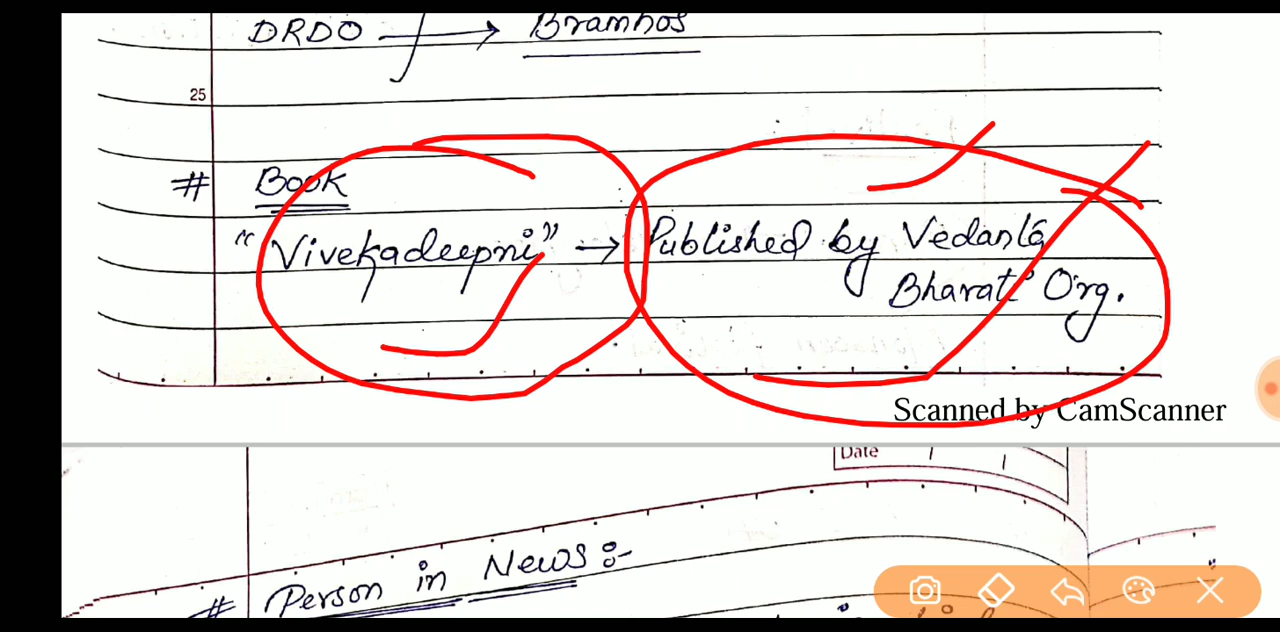 DRDO → Bramhos
25
# Book
"Vivekadeepni" → Published by Vedanta
Bharati Org.
Scanned by CamScanner
Date
# Person in News :-